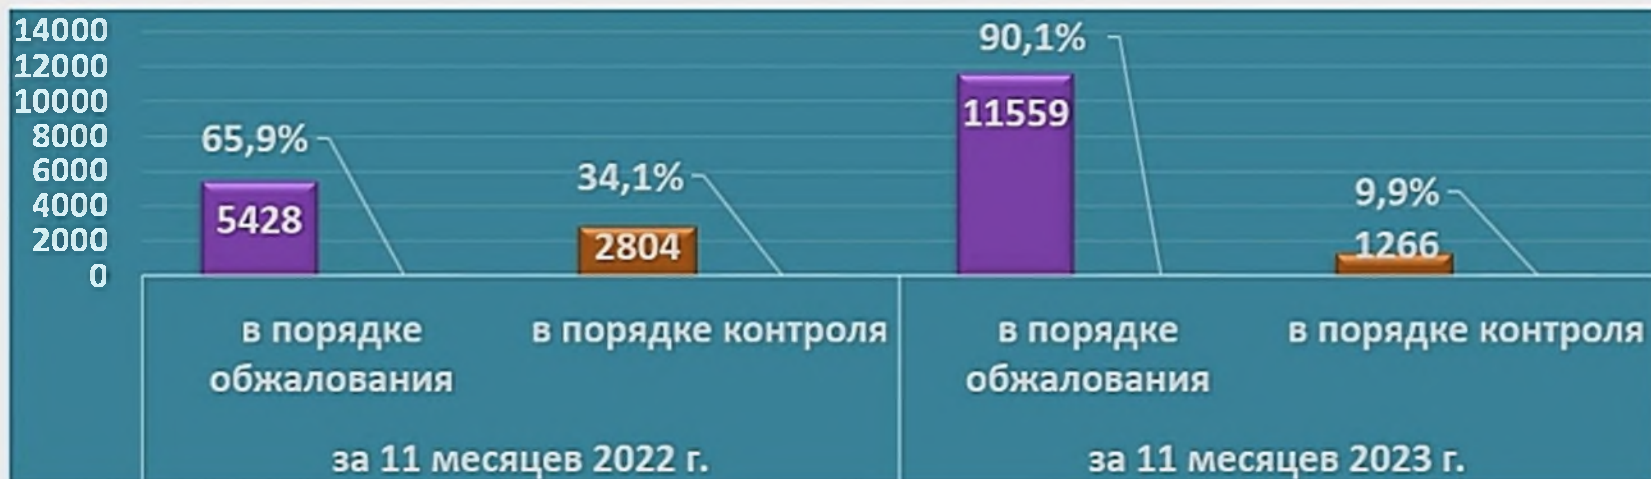 14000
12000
10000
8000
6000
4000
2000
0
65,9%
5428
34,1%
2804
90,1%
11559
9,9%
1266
в порядке
обжалования
в порядке контроля
в порядке
обжалования
в порядке контроля
за 11 месяцев 2022 г.
за 11 месяцев 2023 г.